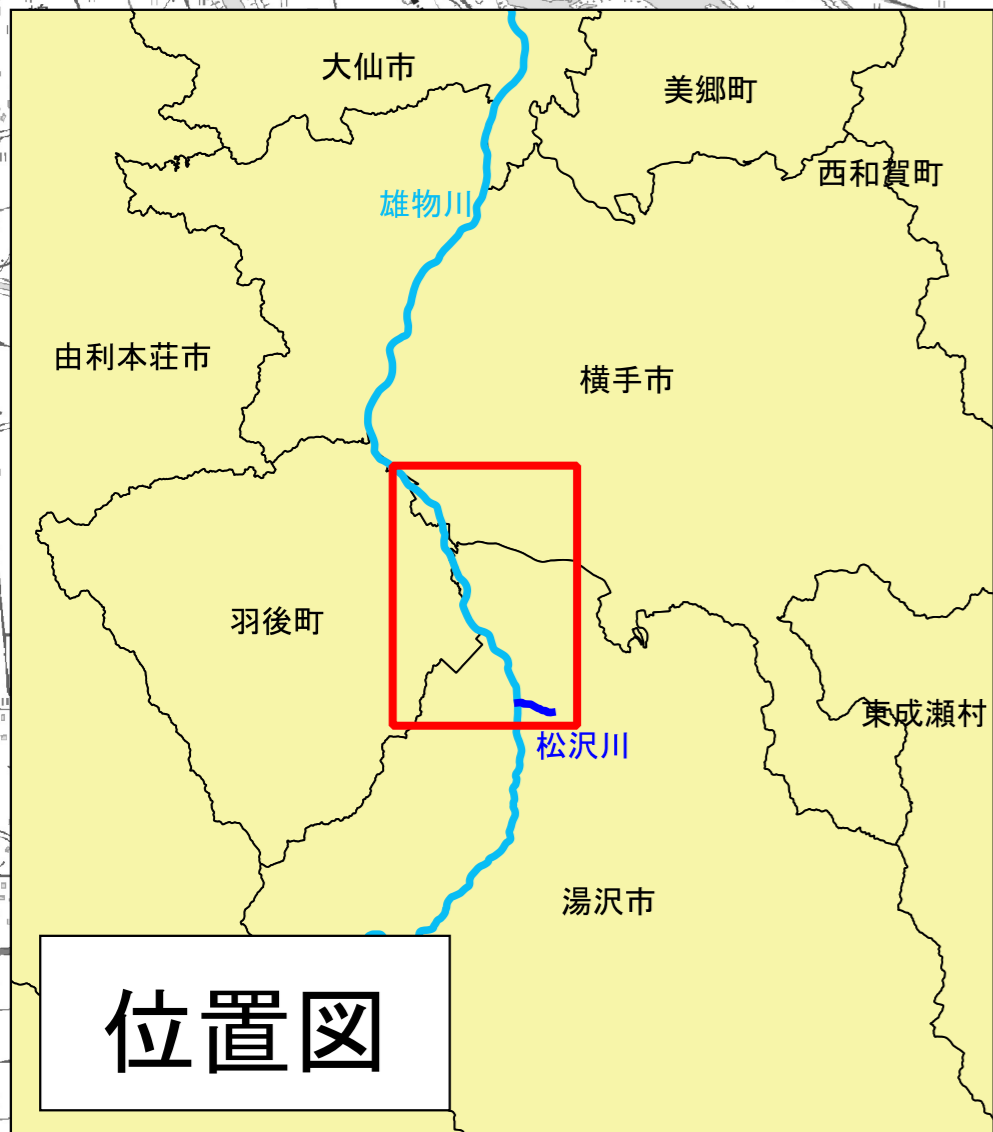 大仙市
美郷町
西和賀町
雄物川
由利本荘市
横手市
羽後町
東成瀬村
松沢川
湯沢市
位置図